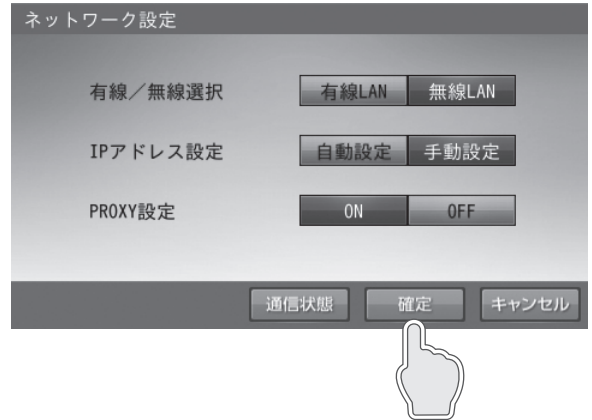 ネットワーク設定
有線／無線選択 有線LAN 無線LAN
IPアドレス設定 自動設定 手動設定
PROXY設定 ON OFF
通信状態 確定 キャンセル